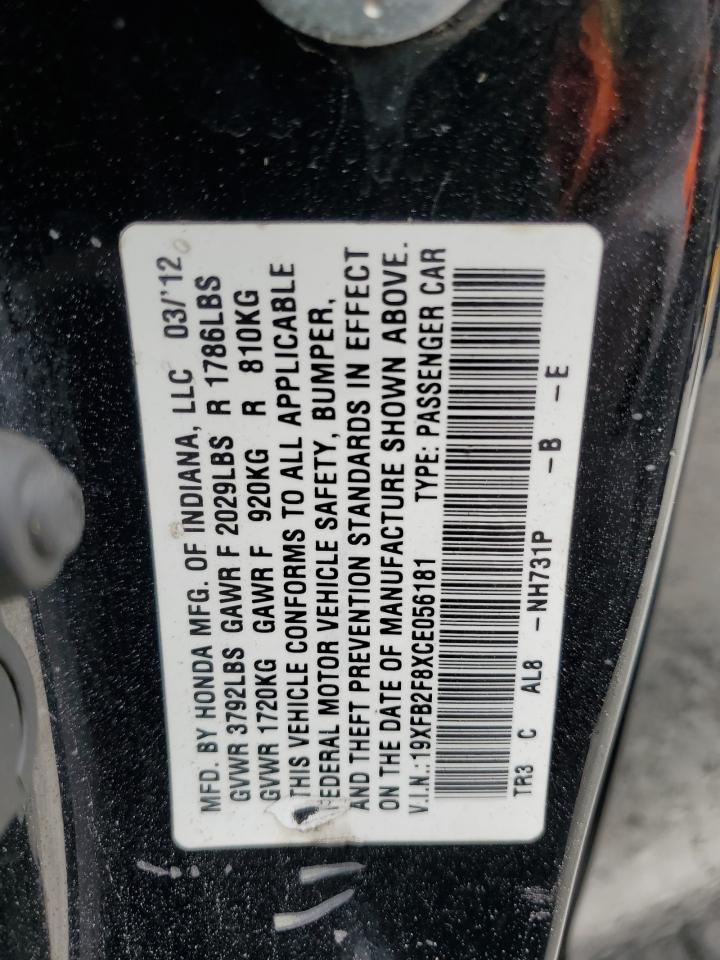 MFD. BY HONDA MFG. OF INDIANA, LLC 03/'12
GVWR 3792LBS GAWR F 2029LBS R 1786LBS
GVWR 1720KG GAWR F 920KG R 810KG
THIS VEHICLE CONFORMS TO ALL APPLICABLE
FEDERAL MOTOR VEHICLE SAFETY, BUMPER,
AND THEFT PREVENTION STANDARDS IN EFFECT
ON THE DATE OF MANUFACTURE SHOWN ABOVE.
V.I.N.:19XFB2F8XCE056181 TYPE: PASSENGER CAR
TR3 C AL8 -NH731P -B -E